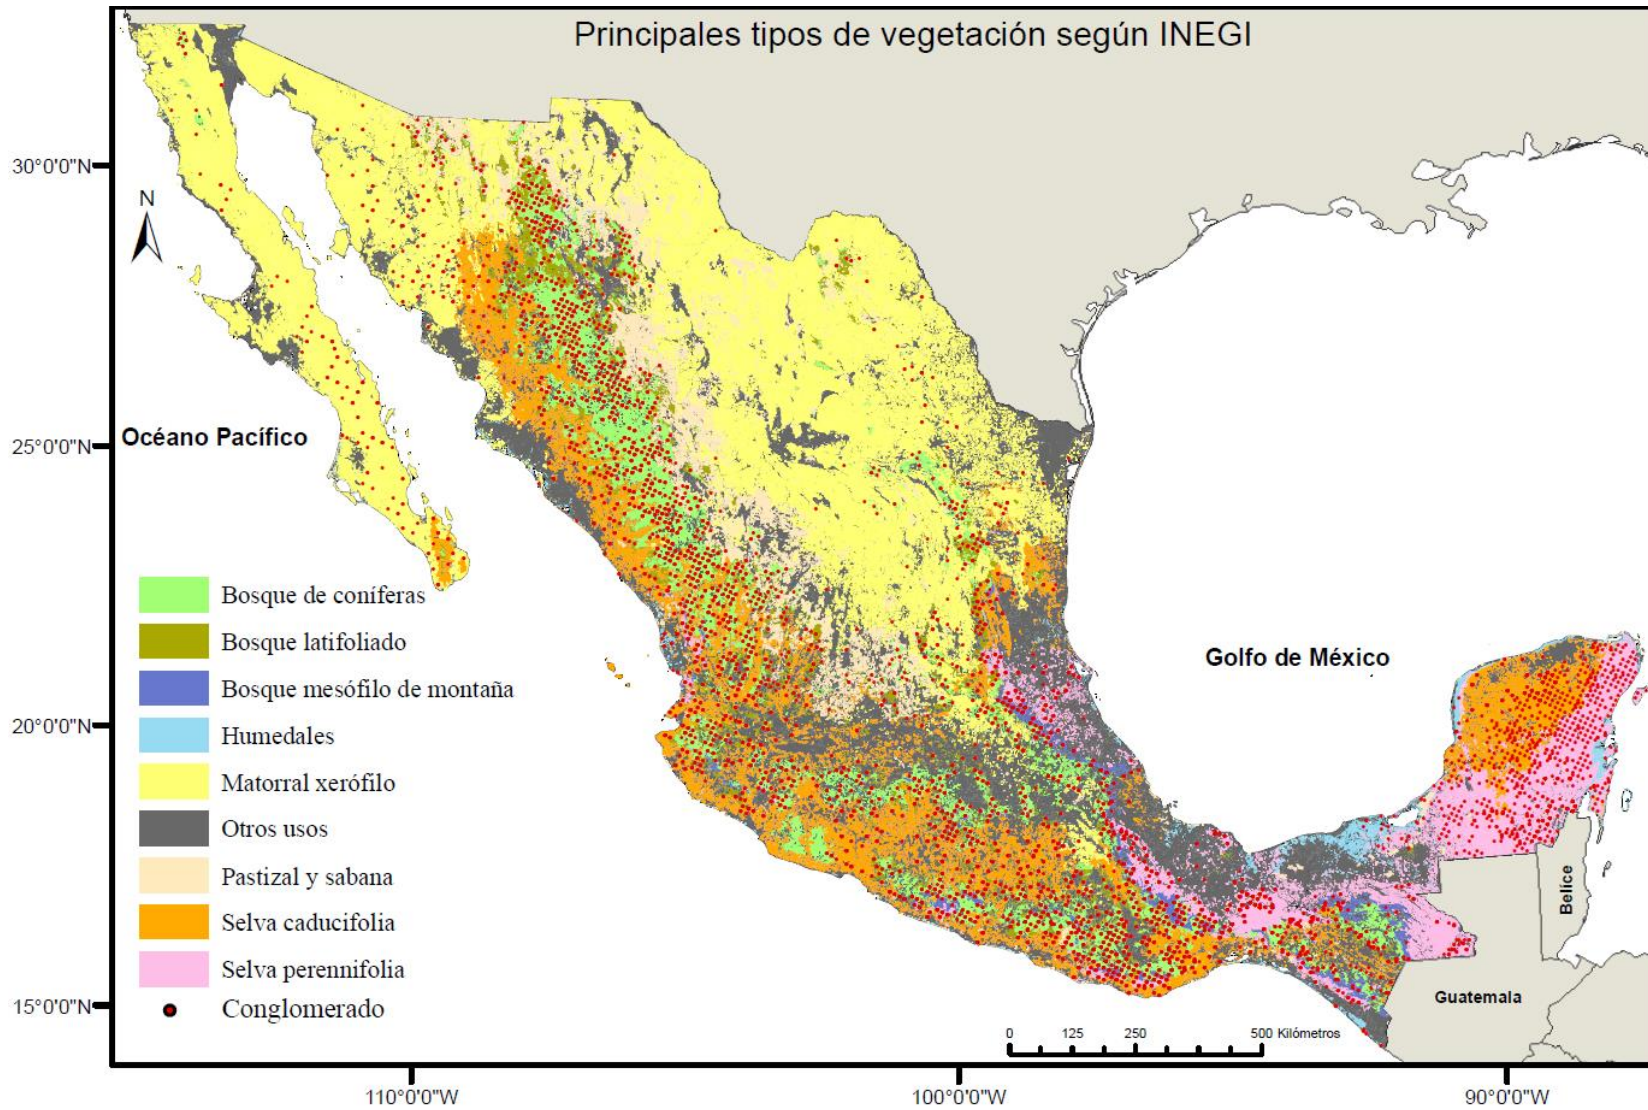 Principales tipos de vegetación según INEGI
30°0'0"N
N
25°0'0"N
Océano Pacífico
Golfo de México
20°0'0"N
15°0'0"N
Bosque de coníferas
Bosque latifoliado
Bosque mesófilo de montaña
Humedales
Matorral xerófilo
Otros usos
Pastizal y sabana
Selva caducifolia
Selva perennifolia
Conglomerado
Belice
Guatemala
0 125 250 500 Kilómetros
110°0'0"W 100°0'0"W 90°0'0"W